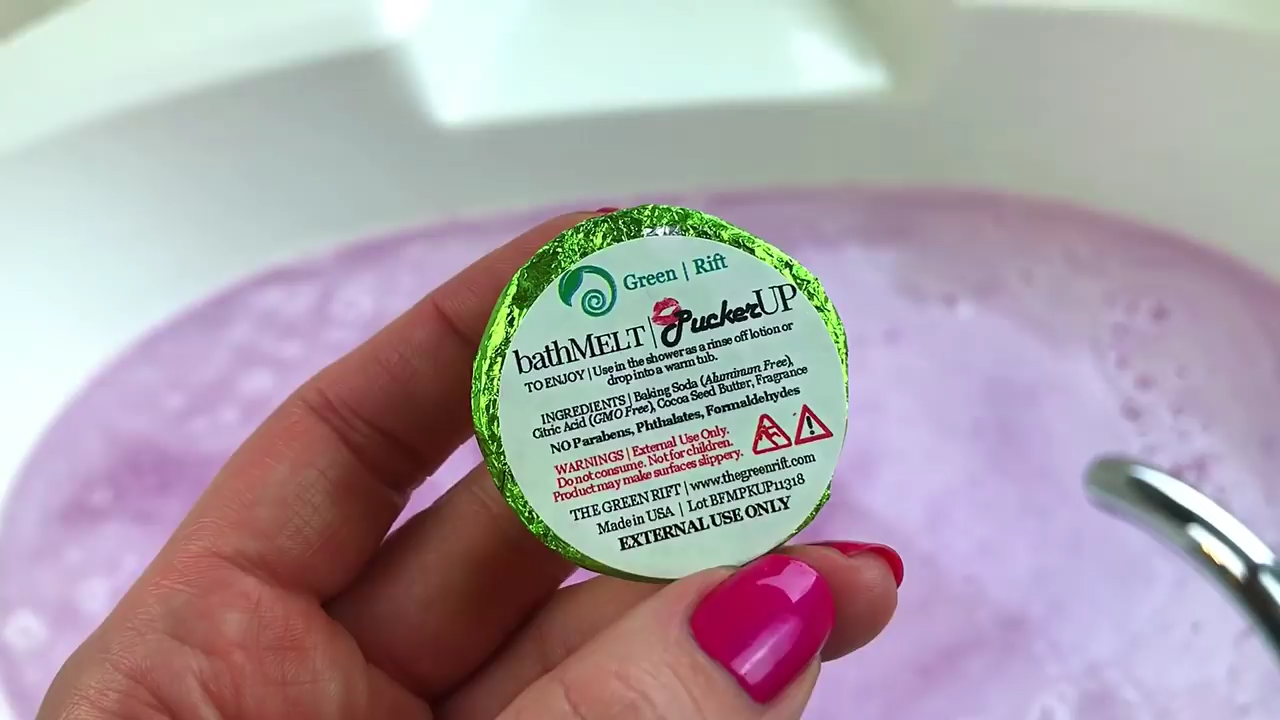 Green | Rift
bathMELT | PuckerUP
TO ENJOY | Use in the shower as a rinse off lotion or
drop into a warm tub.
INGREDIENTS | Baking Soda (Aluminum Free),
Citric Acid (GMO Free), Cocoa Seed Butter, Fragrance
NO Parabens, Phthalates, Formaldehydes
WARNINGS | External Use Only.
Do not consume. Not for children.
Product may make surfaces slippery.
THE GREEN RIFT | www.thegreenrift.com
Made in USA | Lot BFMPKUP11318
EXTERNAL USE ONLY